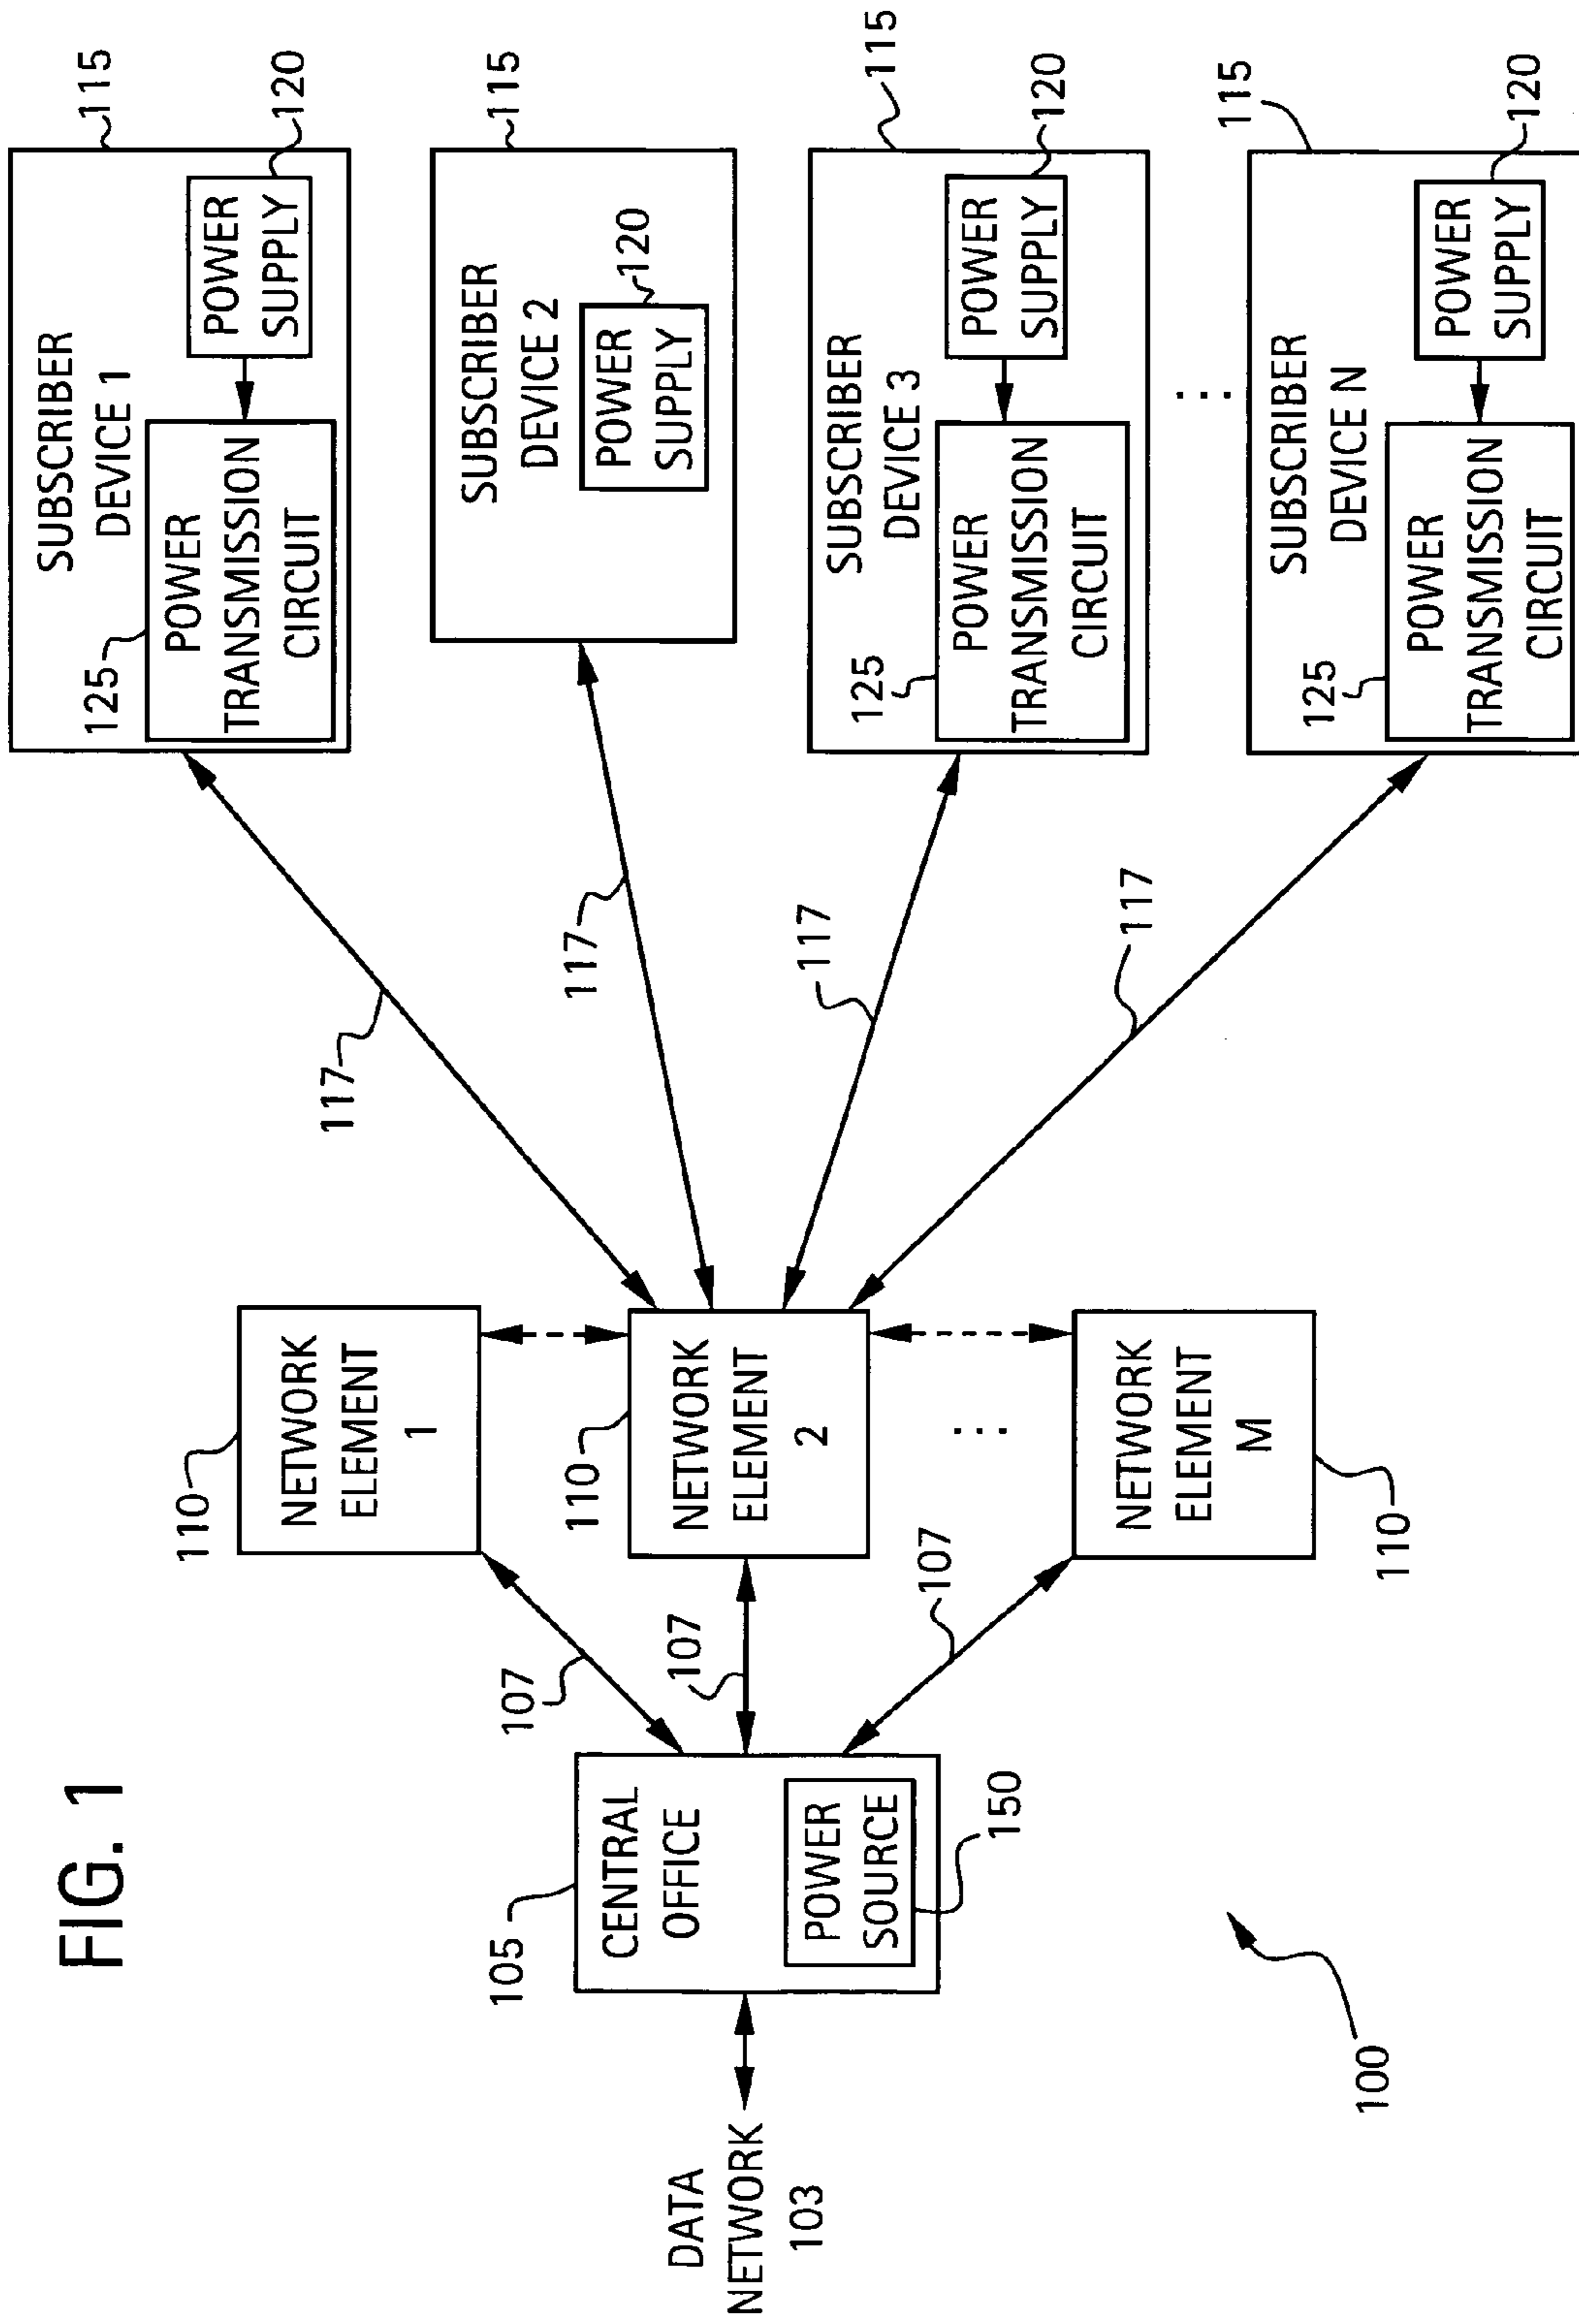 FIG. 1
DATA
NETWORK
103
105
CENTRAL
OFFICE
POWER
SOURCE
150
107
107
107
110
NETWORK
ELEMENT
1
110
NETWORK
ELEMENT
2
...
NETWORK
ELEMENT
M
110
117
117
117
117
SUBSCRIBER
DEVICE 1
115
125
POWER
TRANSMISSION
CIRCUIT
POWER
SUPPLY
120
SUBSCRIBER
DEVICE 2
115
POWER
SUPPLY
120
SUBSCRIBER
DEVICE 3
115
125
POWER
TRANSMISSION
CIRCUIT
POWER
SUPPLY
120
...
SUBSCRIBER
DEVICE N
115
125
POWER
TRANSMISSION
CIRCUIT
POWER
SUPPLY
120
100